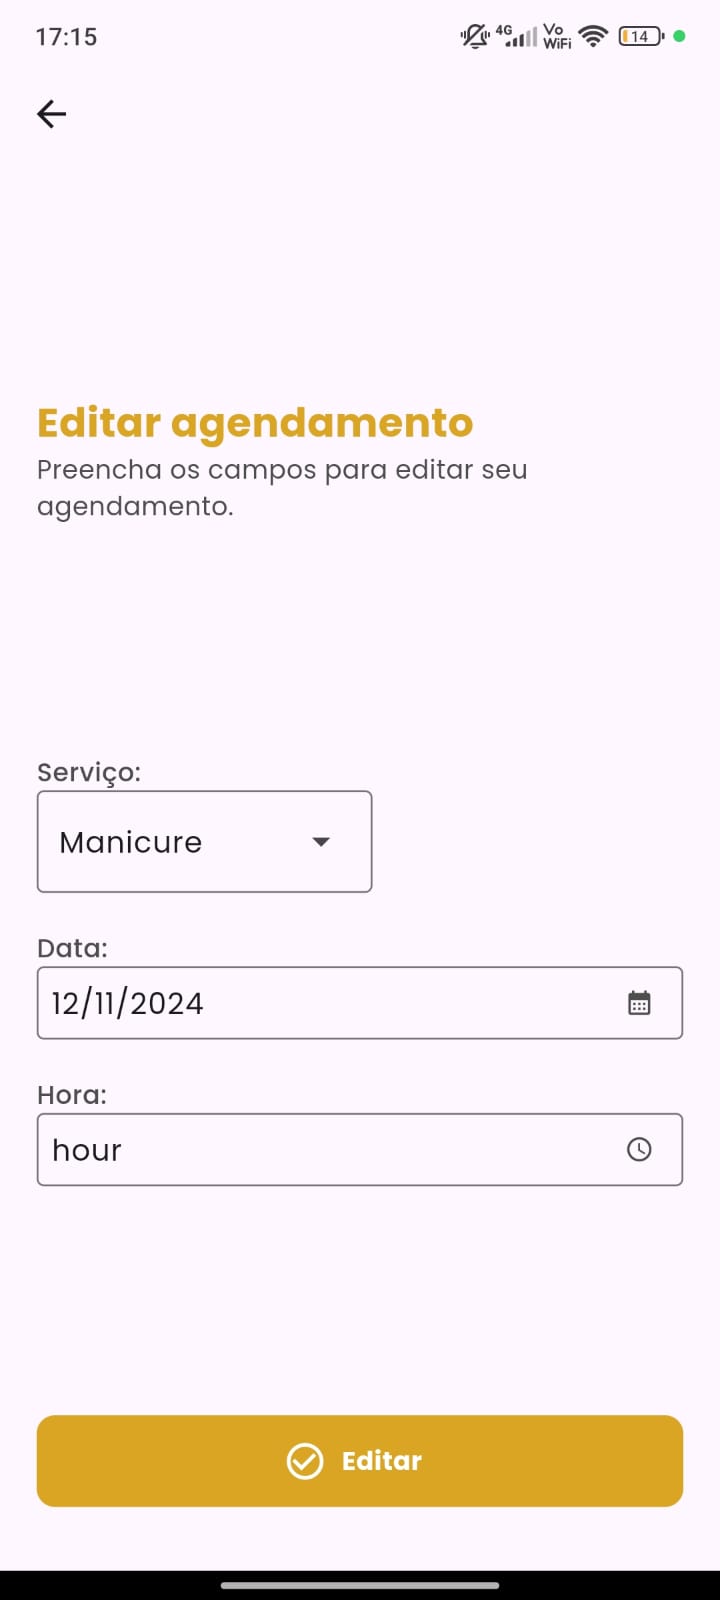 17:15
4G Vo WiFi 14
Editar agendamento
Preencha os campos para editar seu
agendamento.
Serviço:
Manicure
Data:
12/11/2024
Hora:
hour
Editar